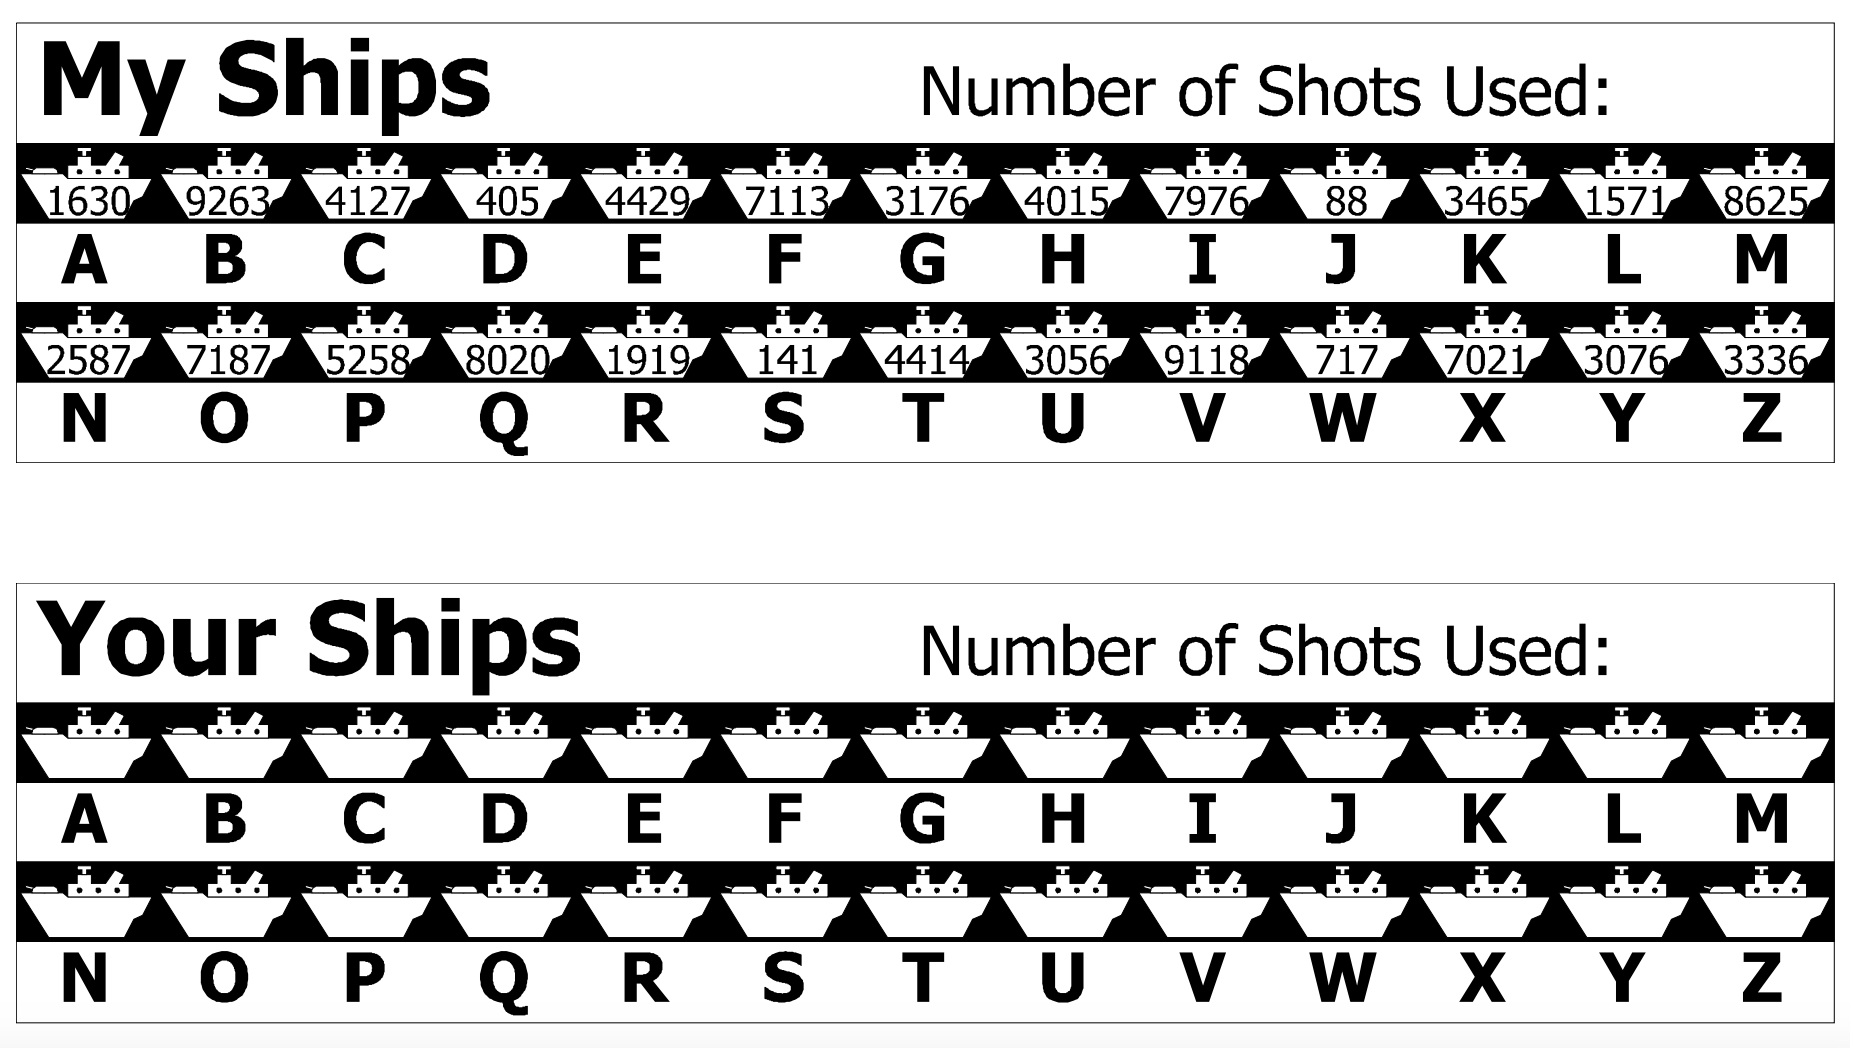 My Ships Number of Shots Used:
1630 9263 4127 405 4429 7113 3176 4015 7976 88 3465 1571 8625
A B C D E F G H I J K L M
2587 7187 5258 8020 1919 141 4414 3056 9118 717 7021 3076 3336
N O P Q R S T U V W X Y Z
Your Ships Number of Shots Used:
A B C D E F G H I J K L M
N O P Q R S T U V W X Y Z